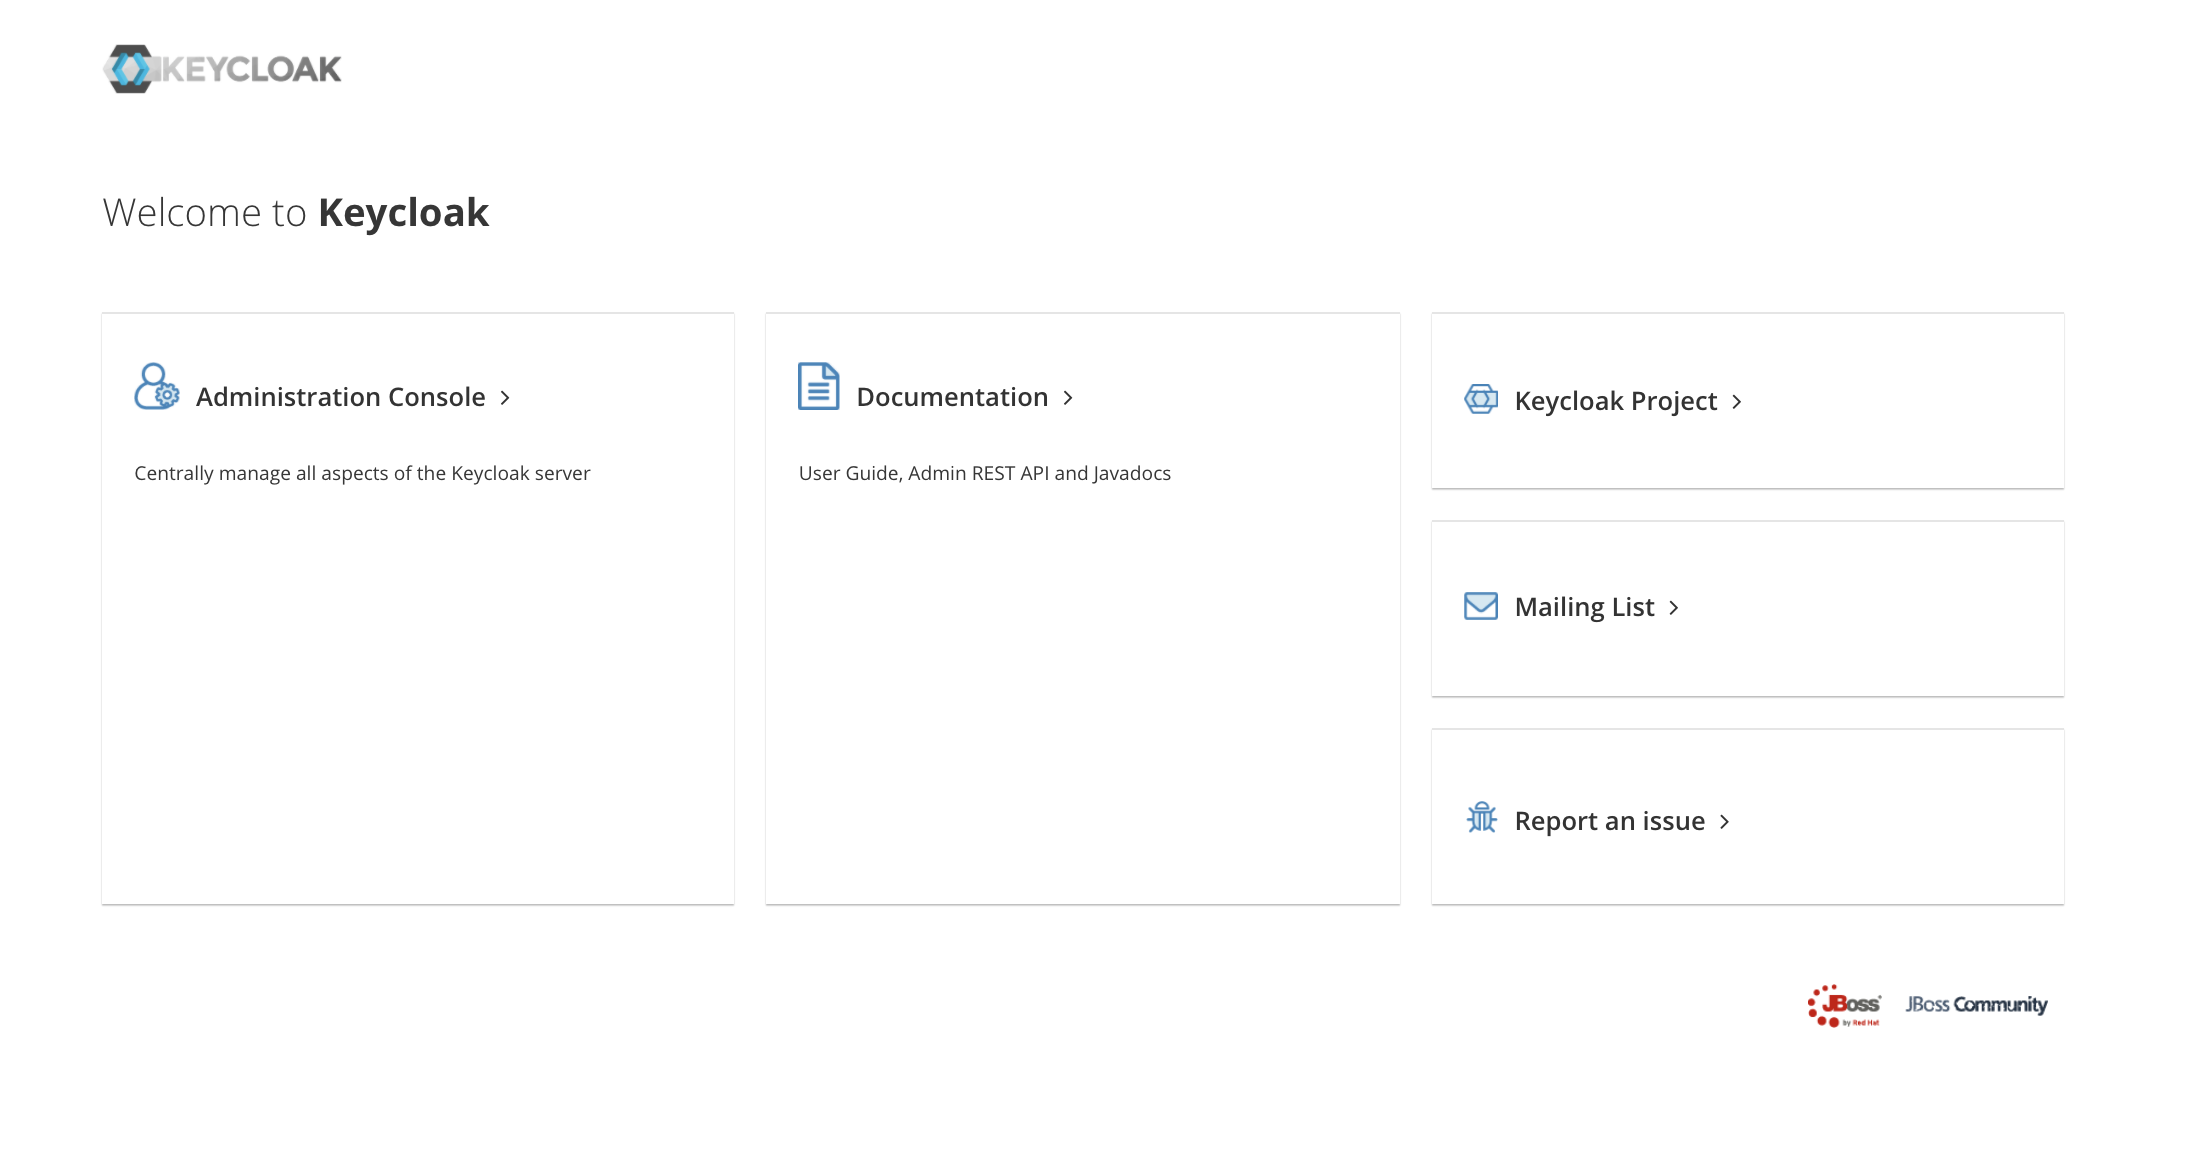 KEYCLOAK
Welcome to Keycloak
Administration Console
Centrally manage all aspects of the Keycloak server
Documentation
User Guide, Admin REST API and Javadocs
Keycloak Project
Mailing List
Report an issue
JBoss
by Red Hat
JBoss Community